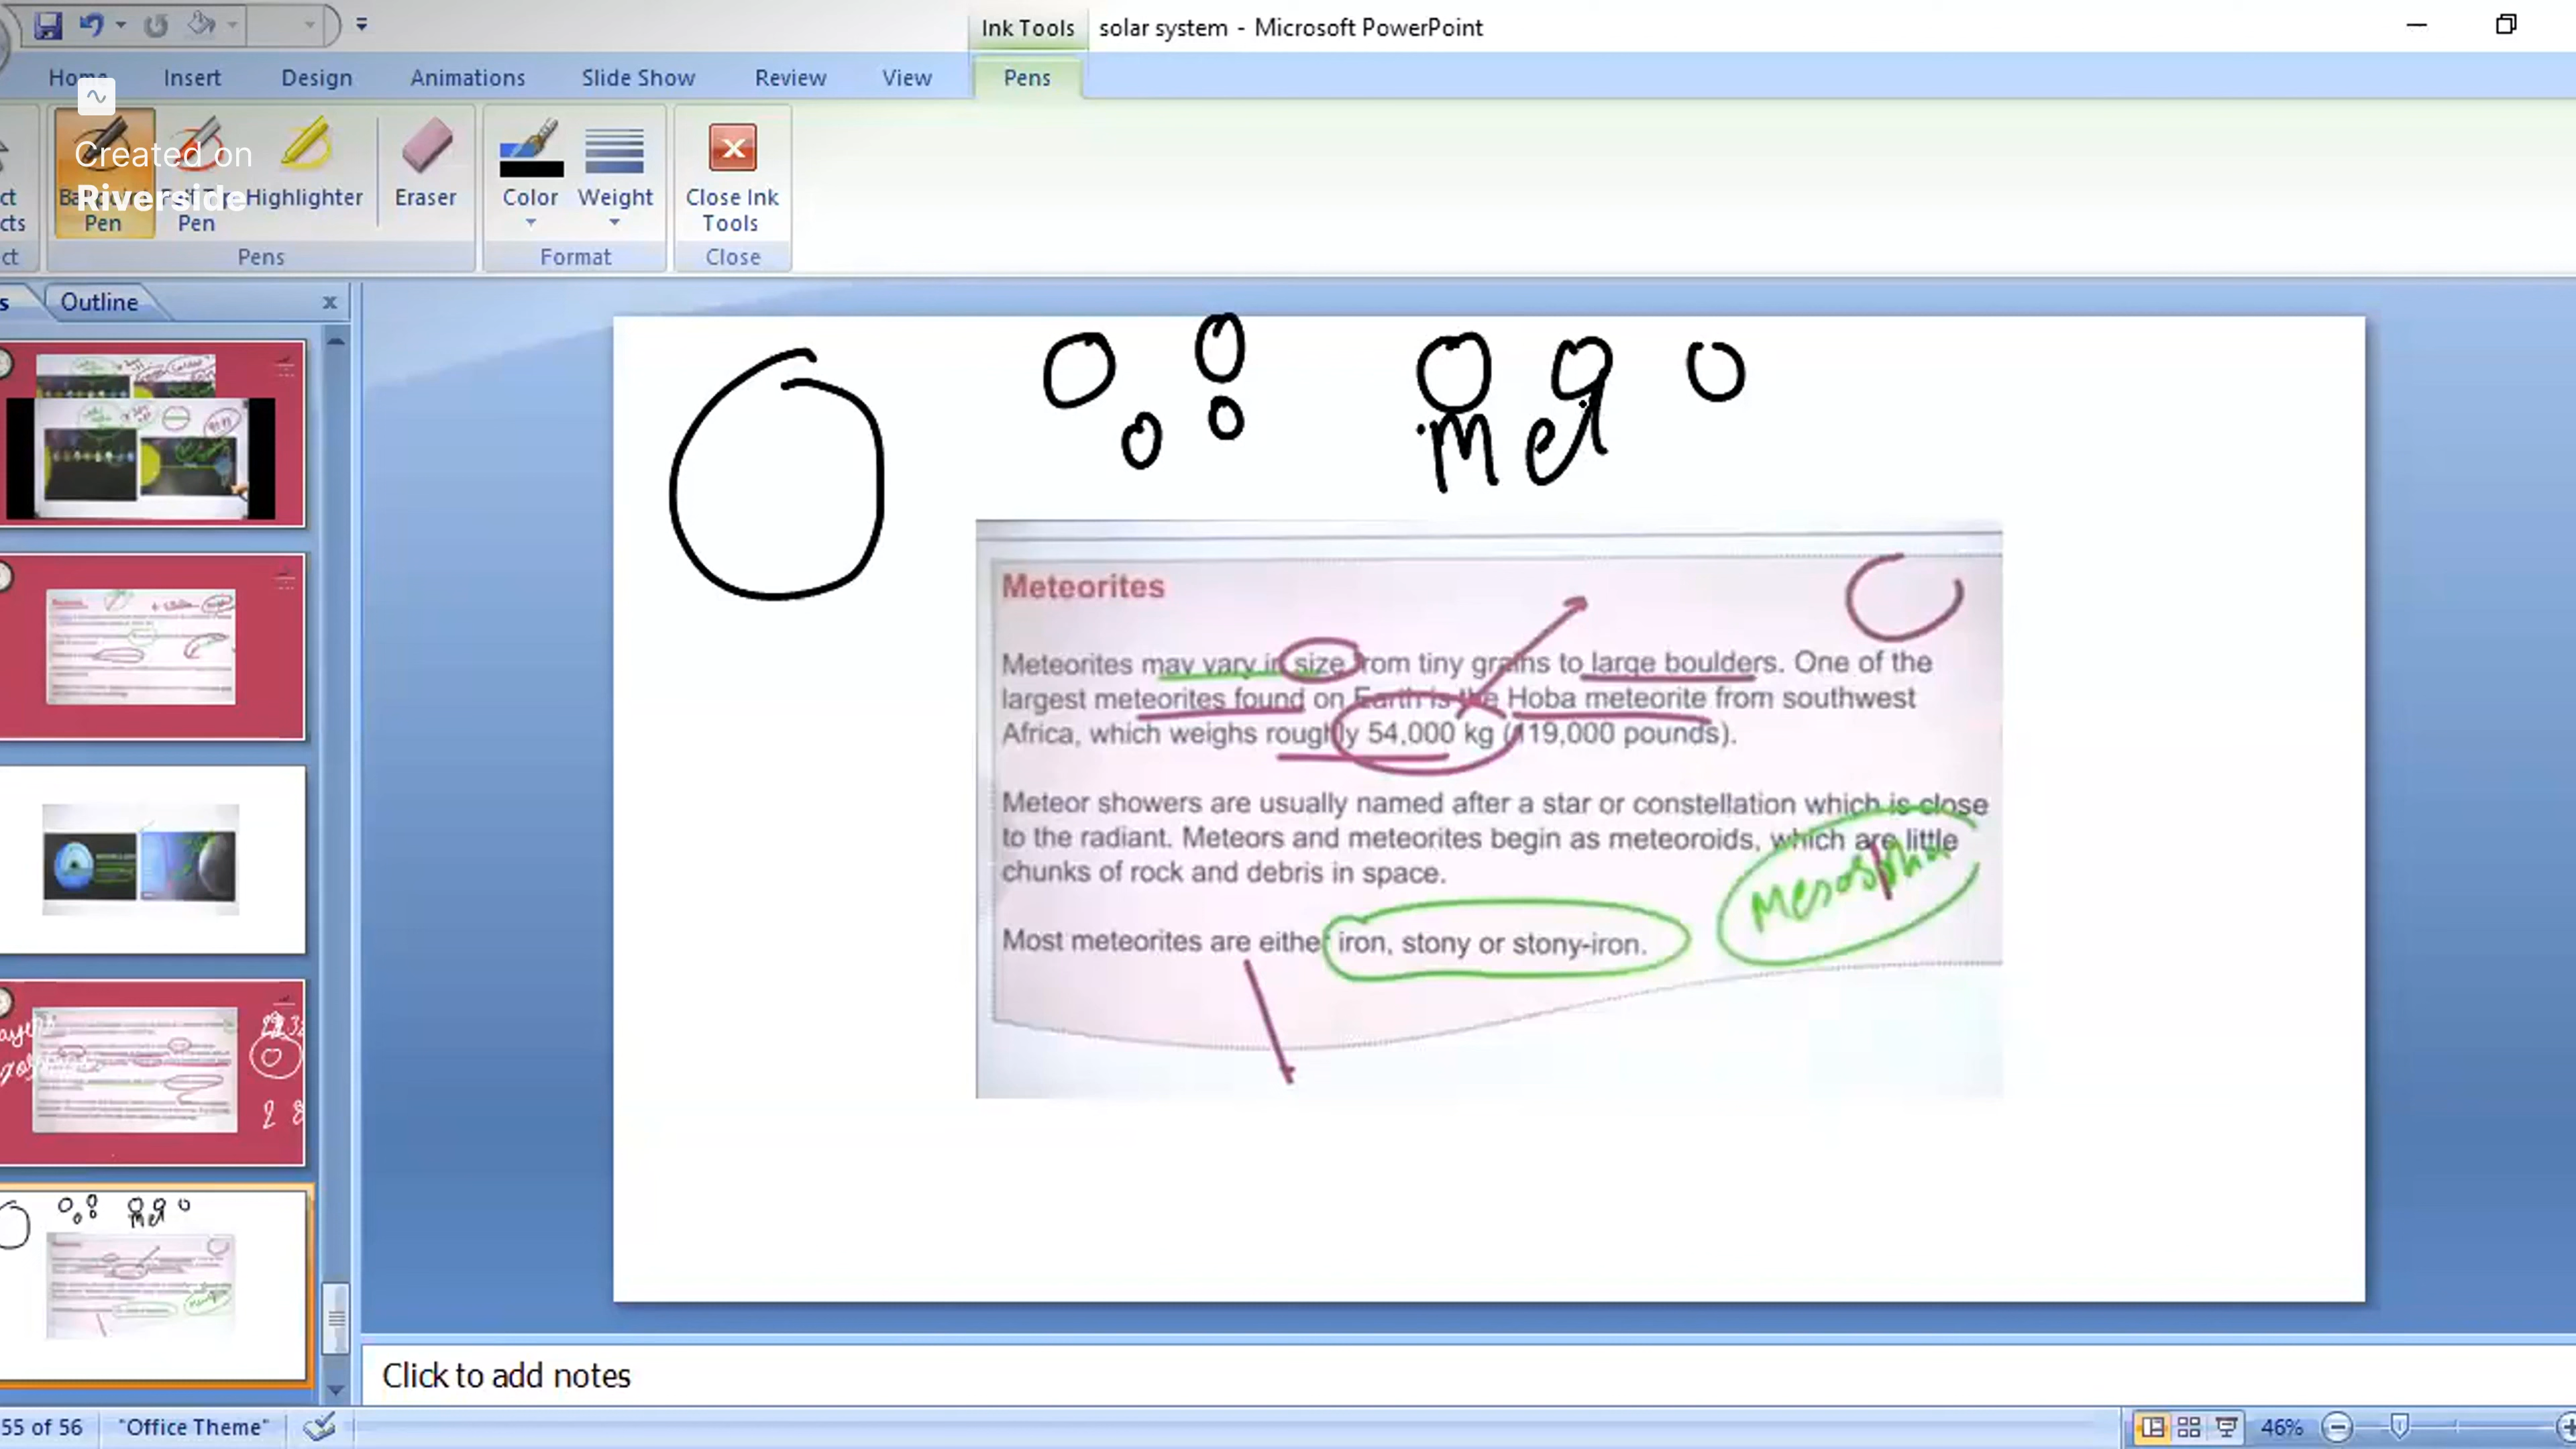 Ink Tools solar system - Microsoft PowerPoint
Home Insert Design Animations Slide Show Review View Pens
Created on
Riverside
Pen Pen Highlighter Eraser Color Weight Close Ink Tools
Pens Format Close
Outline x
Meteorites
Meteorites may vary in size from tiny grains to large boulders. One of the
largest meteorites found on Earth is the Hoba meteorite from southwest
Africa, which weighs roughly 54,000 kg (119,000 pounds).
Meteor showers are usually named after a star or constellation which is close
to the radiant. Meteors and meteorites begin as meteoroids, which are little
chunks of rock and debris in space.
Most meteorites are either iron, stony or stony-iron.
Click to add notes
55 of 56 "Office Theme" 46%